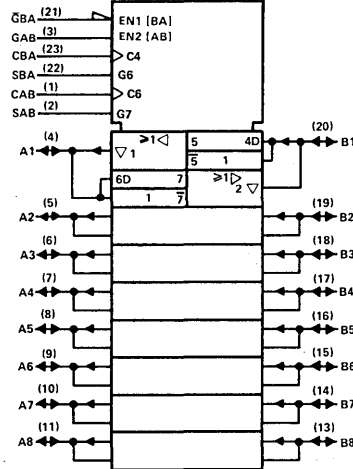 G̅BA (21) EN1 [BA]
GAB (3) EN2 [AB]
CBA (23) C4
SBA (22) G6
CAB (1) C6
SAB (2) G7
A1 (4) ≥1 ▽1 5 4D (20) B1
5̅ 1
6D 7 ≥1
1 7̅ 2 ▽
A2 (5) (19) B2
A3 (6) (18) B3
A4 (7) (17) B4
A5 (8) (16) B5
A6 (9) (15) B6
A7 (10) (14) B7
A8 (11) (13) B8